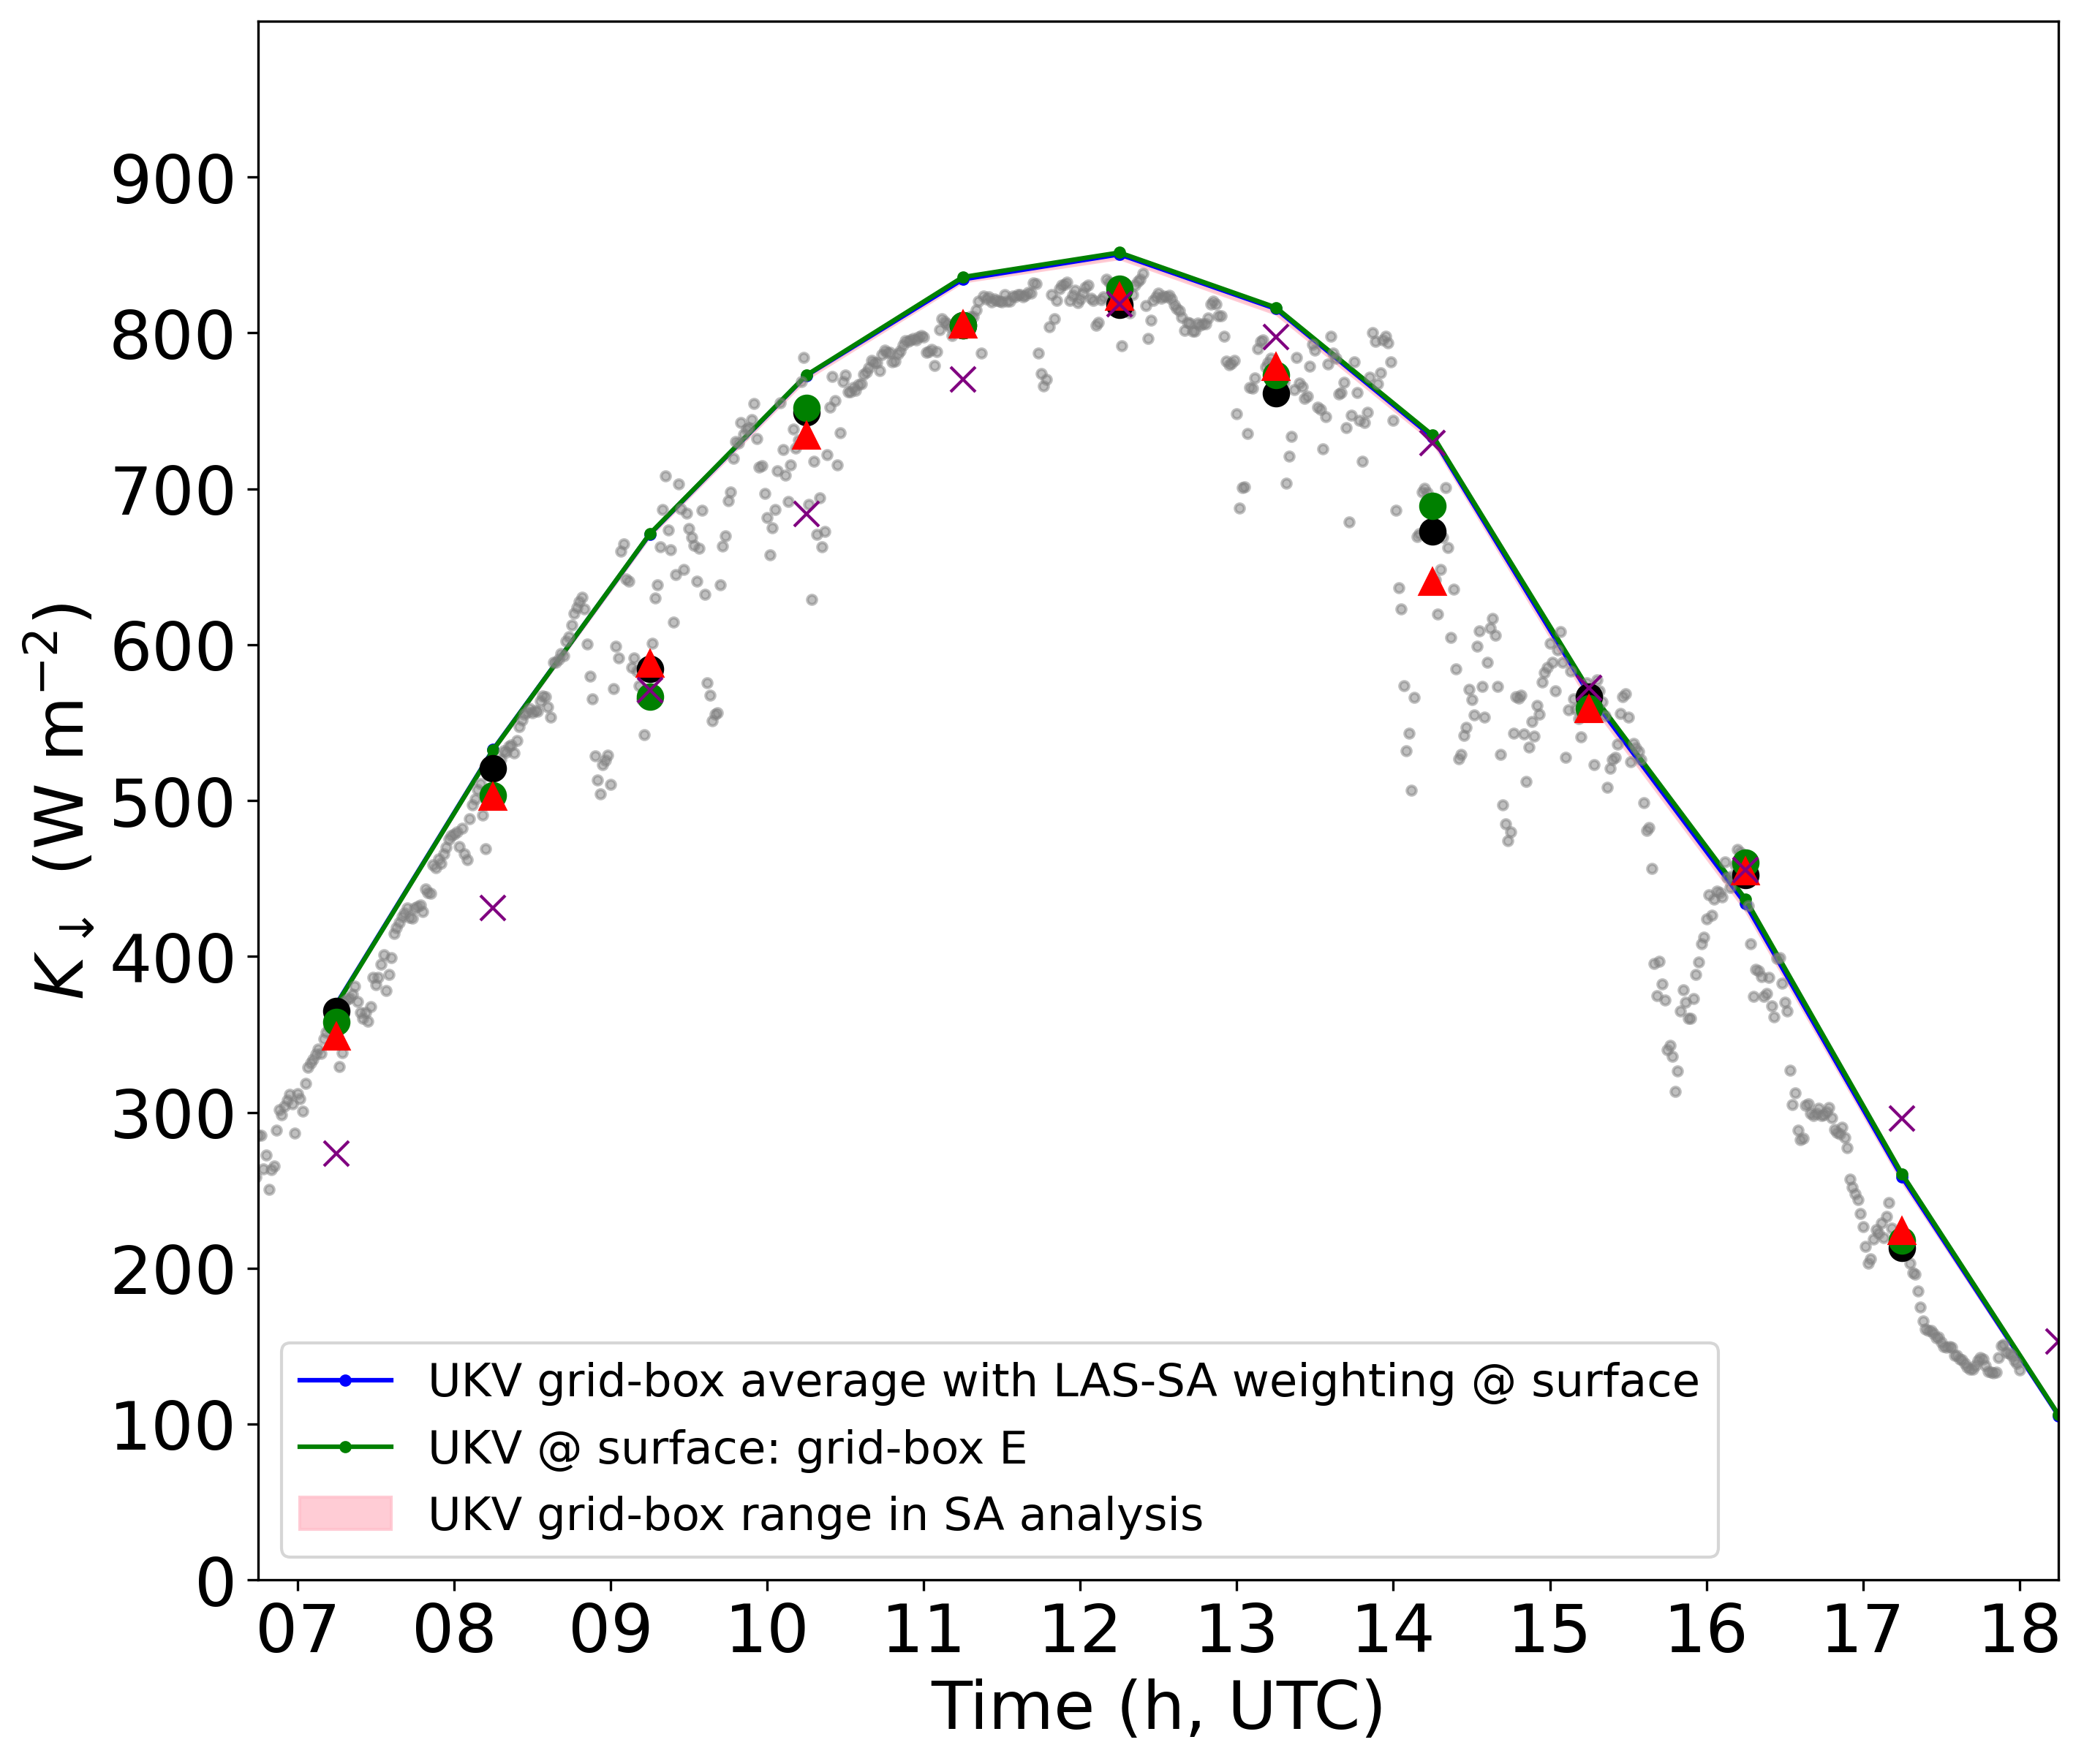 900
800
700
600
500
400
300
200
100
0
K↓ (W m⁻²)
UKV grid-box average with LAS-SA weighting @ surface
UKV @ surface: grid-box E
UKV grid-box range in SA analysis
07 08 09 10 11 12 13 14 15 16 17 18
Time (h, UTC)